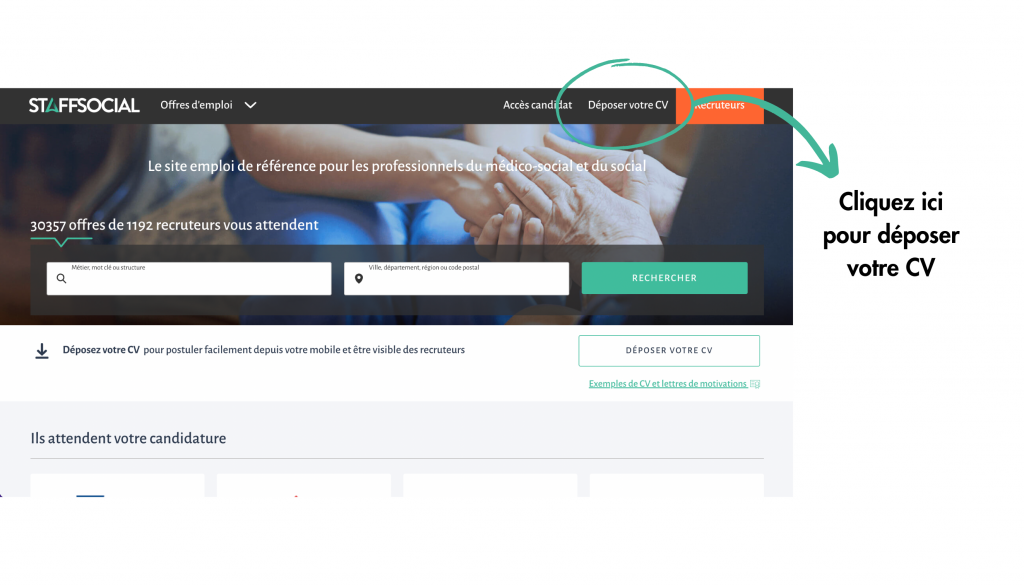 STAFFSOCIAL
Offres d'emploi
Accès candidat
Déposer votre CV
Recruteurs
Le site emploi de référence pour les professionnels du médico-social et du social
30357 offres de 1192 recruteurs vous attendent
Métier, mot clé ou structure
Ville, département, région ou code postal
RECHERCHER
Déposez votre CV pour postuler facilement depuis votre mobile et être visible des recruteurs
DÉPOSER VOTRE CV
Exemples de CV et lettres de motivations
Ils attendent votre candidature
Cliquez ici
pour déposer
votre CV